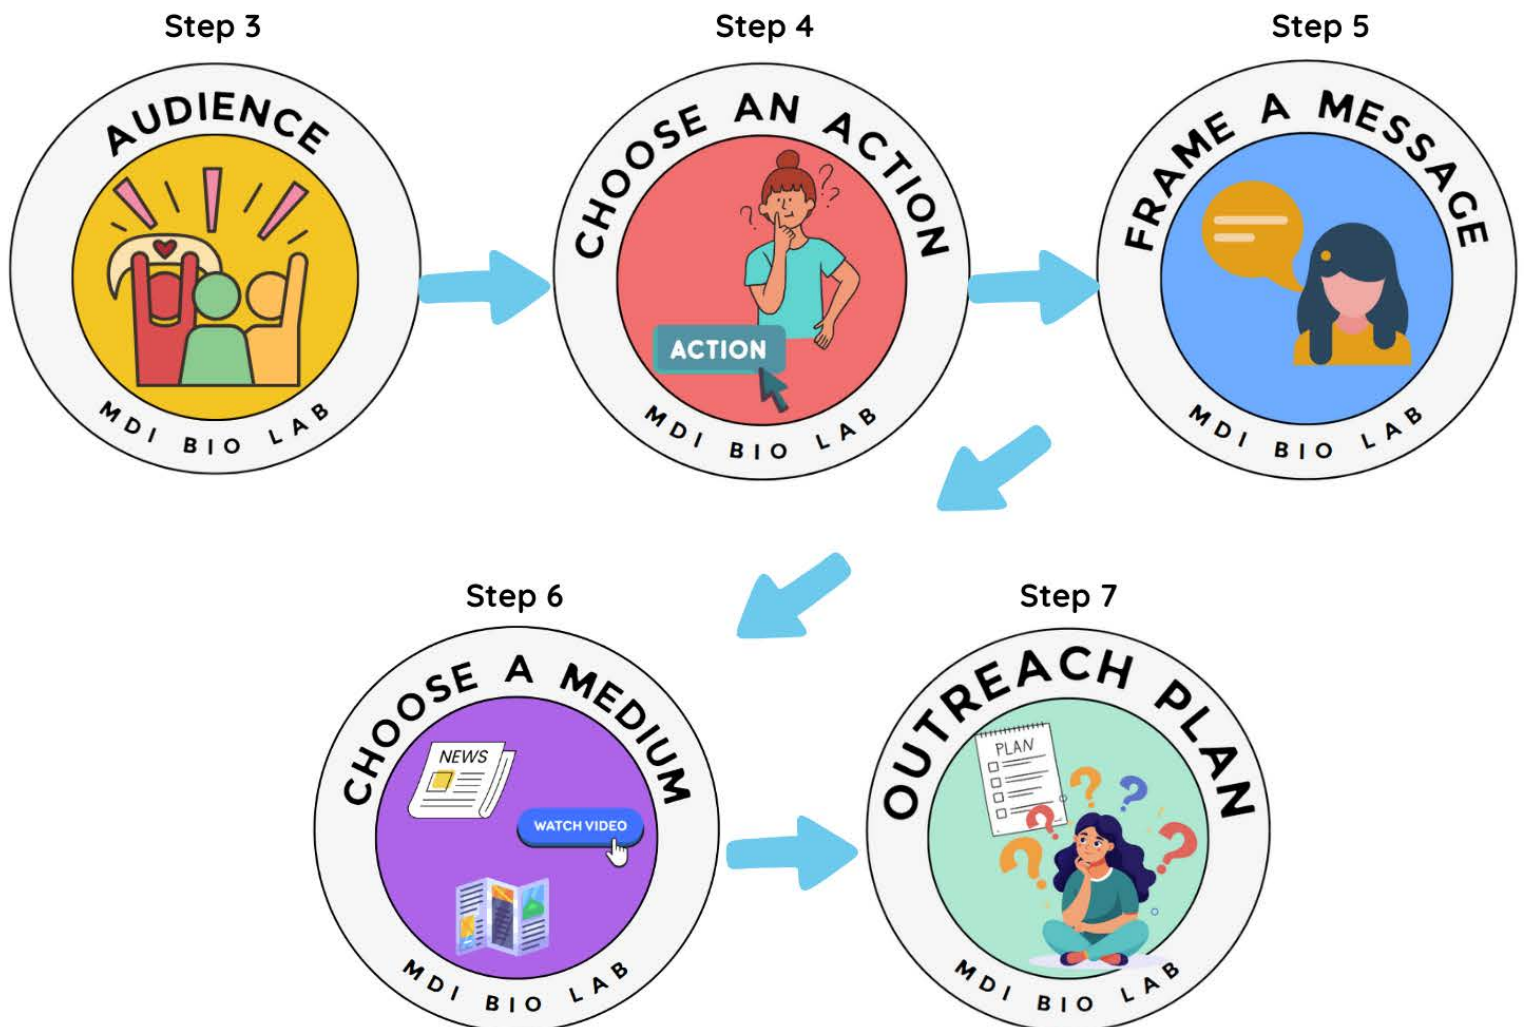 Step 3
AUDIENCE
MDI BIO LAB
Step 4
CHOOSE AN ACTION
ACTION
MDI BIO LAB
Step 5
FRAME A MESSAGE
MDI BIO LAB
Step 6
CHOOSE A MEDIUM
NEWS
WATCH VIDEO
MDI BIO LAB
Step 7
OUTREACH PLAN
PLAN
MDI BIO LAB